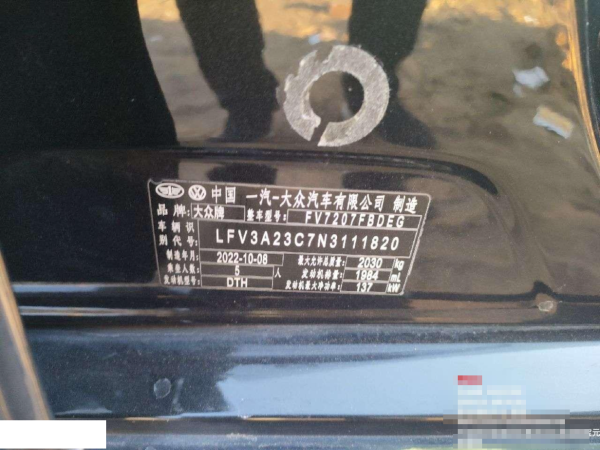 中国 一汽-大众汽车有限公司 制造
品牌:大众牌 整车型号: FV7207FBDEG
车辆识别代号: LFV3A23C7N3111820
制造年月: 2022-10-08 最大允许总质量: 2030 kg
乘坐人数: 5 人 发动机排量: 1984 mL
发动机型号: DTH 发动机最大净功率: 137 kW